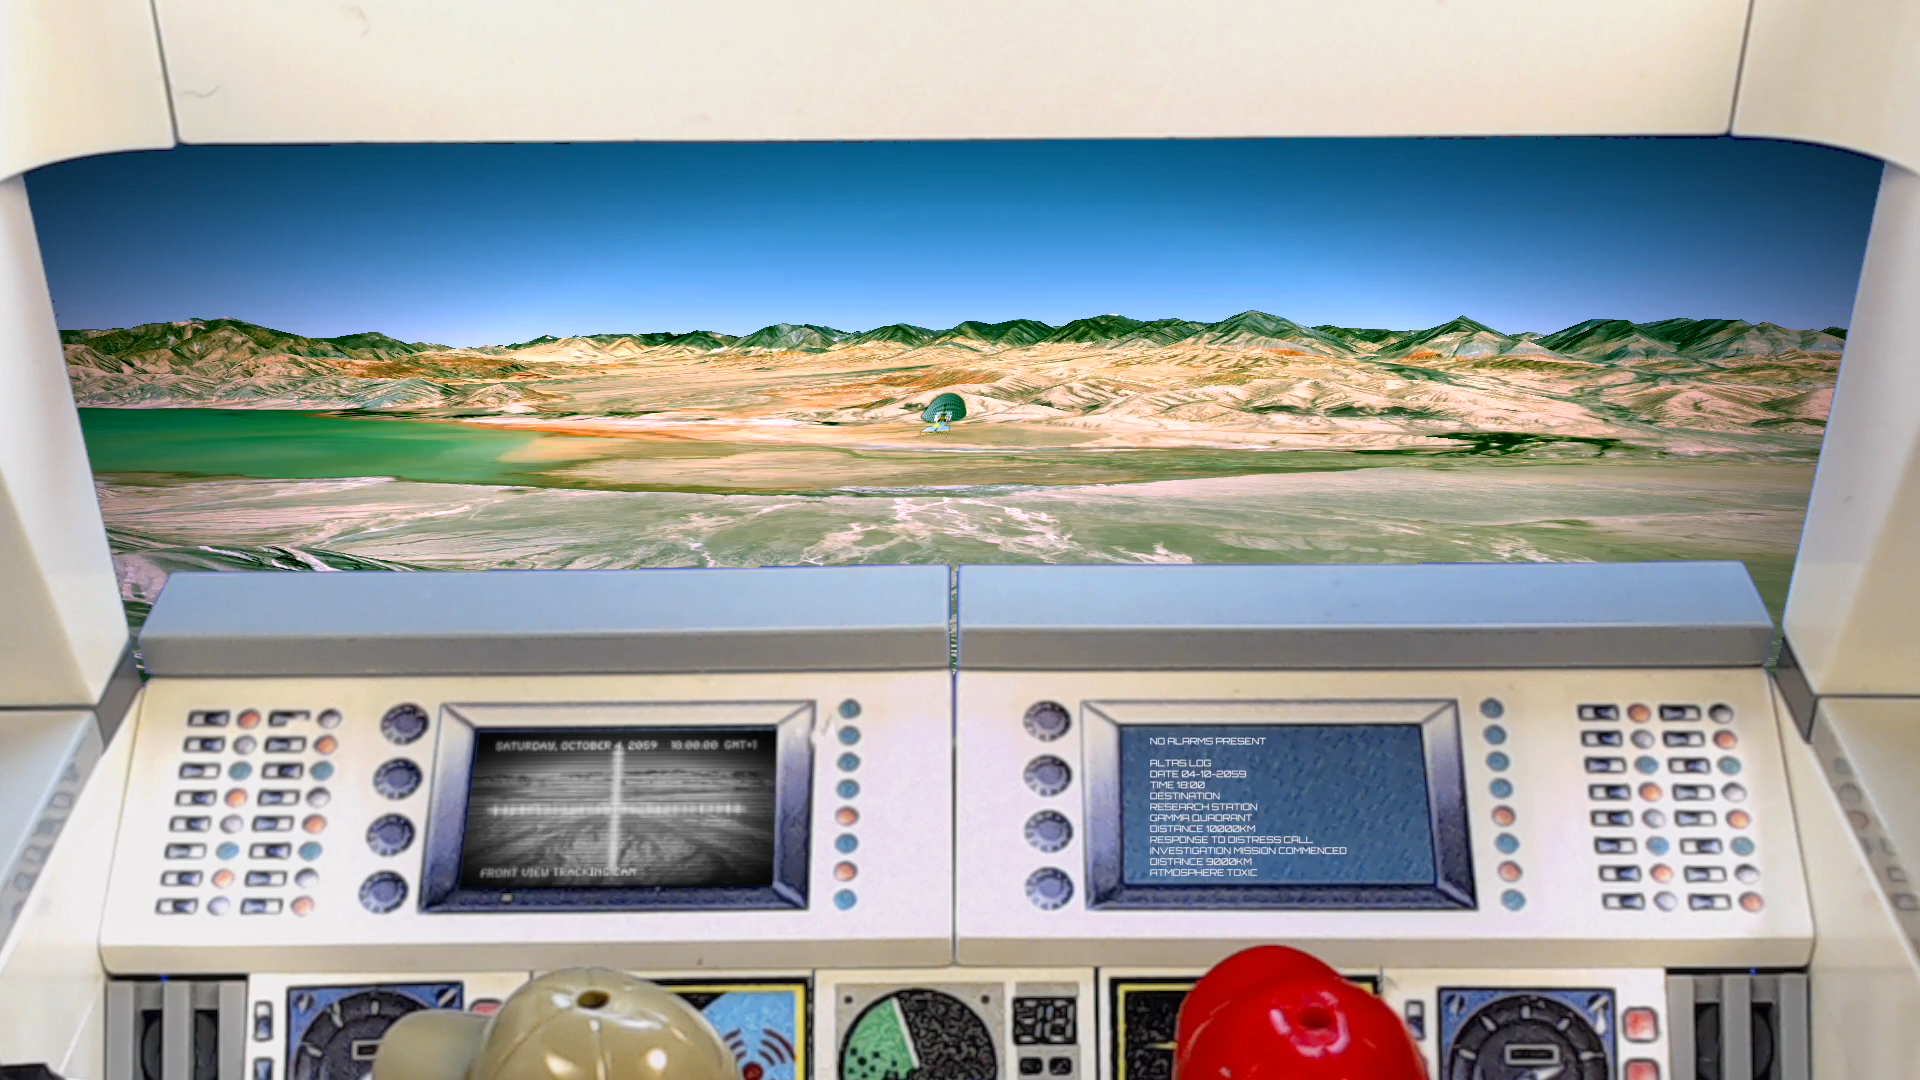 SATURDAY, OCTOBER 4, 2059 18:00:00 GMT+1
FRONT VIEW TRACKING CAM
NO ALARMS PRESENT
ALTAS LOG
DATE 04-10-2059
TIME 18:00
DESTINATION
RESEARCH STATION
GAMMA QUADRANT
DISTANCE 10000KM
RESPONSE TO DISTRESS CALL
INVESTIGATION MISSION COMMENCED
DISTANCE 9000KM
ATMOSPHERE TOXIC